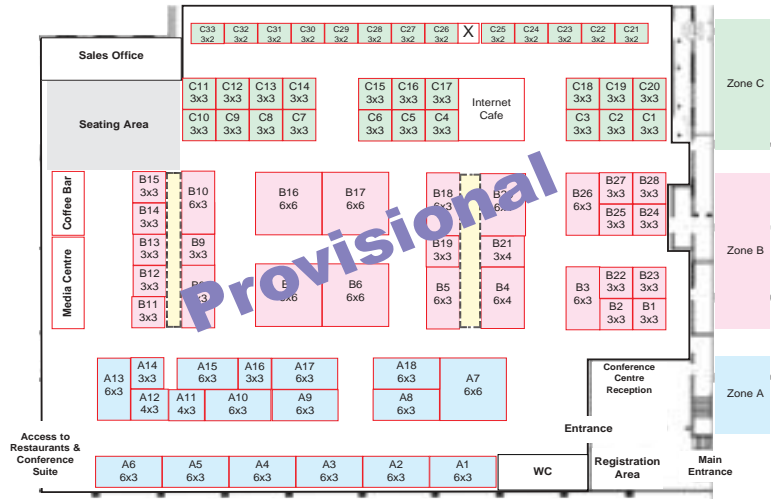 C33 C32 C31 C30 C29 C28 C27 C26 X C25 C24 C23 C22 C21
3x2 3x2 3x2 3x2 3x2 3x2 3x2 3x2 3x2 3x2 3x2 3x2 3x2
Sales Office
C11 C12 C13 C14 C15 C16 C17 C18 C19 C20
3x3 3x3 3x3 3x3 3x3 3x3 3x3 3x3 3x3 3x3
Internet
Cafe
Zone C
Seating Area
C10 C9 C8 C7 C6 C5 C4 C3 C2 C1
3x3 3x3 3x3 3x3 3x3 3x3 3x3 3x3 3x3 3x3
Coffee Bar
B15
3x3
B14
3x3
B10
6x3
B16
6x6
B17
6x6
B18
B26
6x3
B27 B28
3x3 3x3
B25 B24
3x3 3x3
Provisional
Media Centre
B13
3x3
B12
3x3
B11
3x3
B9
3x3
B6
6x6
B19
3x3
B5
6x3
B21
3x4
B4
6x4
B3
6x3
B22 B23
3x3 3x3
B2 B1
3x3 3x3
Zone B
A13
6x3
A14
3x3
A15
6x3
A16
3x3
A17
6x3
A18
6x3
A7
6x6
A12
4x3
A11
4x3
A10
6x3
A9
6x3
A8
6x3
Conference
Centre
Reception
Zone A
Entrance
Access to
Restaurants &
Conference
Suite
A6 A5 A4 A3 A2 A1
6x3 6x3 6x3 6x3 6x3 6x3
WC
Registration
Area
Main
Entrance